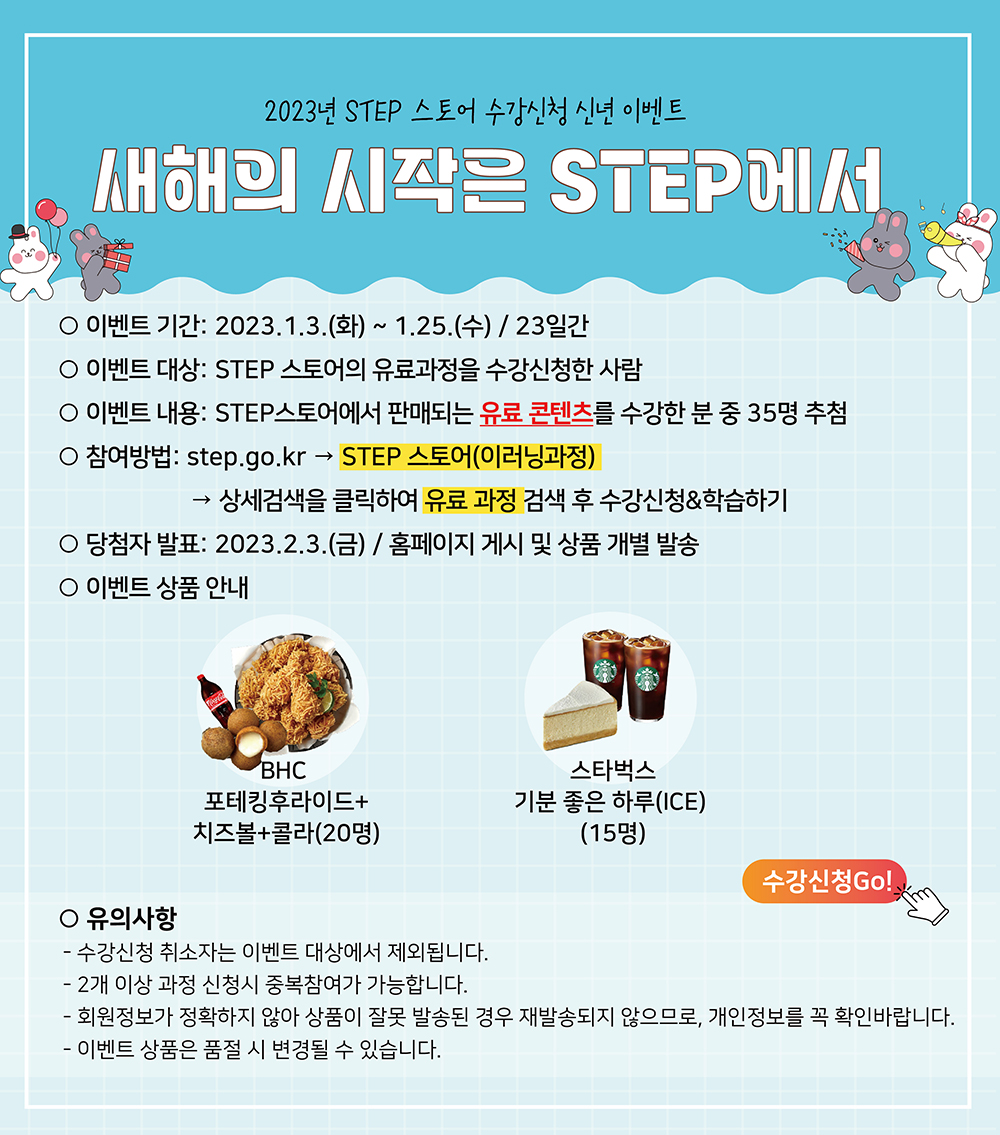 2023년 STEP 스토어 수강신청 신년 이벤트
새해의 시작은 STEP에서
○ 이벤트 기간: 2023.1.3.(화) ~ 1.25.(수) / 23일간
○ 이벤트 대상: STEP 스토어의 유료과정을 수강신청한 사람
○ 이벤트 내용: STEP스토어에서 판매되는 유료 콘텐츠를 수강한 분 중 35명 추첨
○ 참여방법: step.go.kr → STEP 스토어(이러닝과정)
→ 상세검색을 클릭하여 유료 과정 검색 후 수강신청&학습하기
○ 당첨자 발표: 2023.2.3.(금) / 홈페이지 게시 및 상품 개별 발송
○ 이벤트 상품 안내
Coca-Cola
BHC
포테킹후라이드+
치즈볼+콜라(20명)
스타벅스
기분 좋은 하루(ICE)
(15명)
수강신청Go!
○ 유의사항
- 수강신청 취소자는 이벤트 대상에서 제외됩니다.
- 2개 이상 과정 신청시 중복참여가 가능합니다.
- 회원정보가 정확하지 않아 상품이 잘못 발송된 경우 재발송되지 않으므로, 개인정보를 꼭 확인바랍니다.
- 이벤트 상품은 품절 시 변경될 수 있습니다.